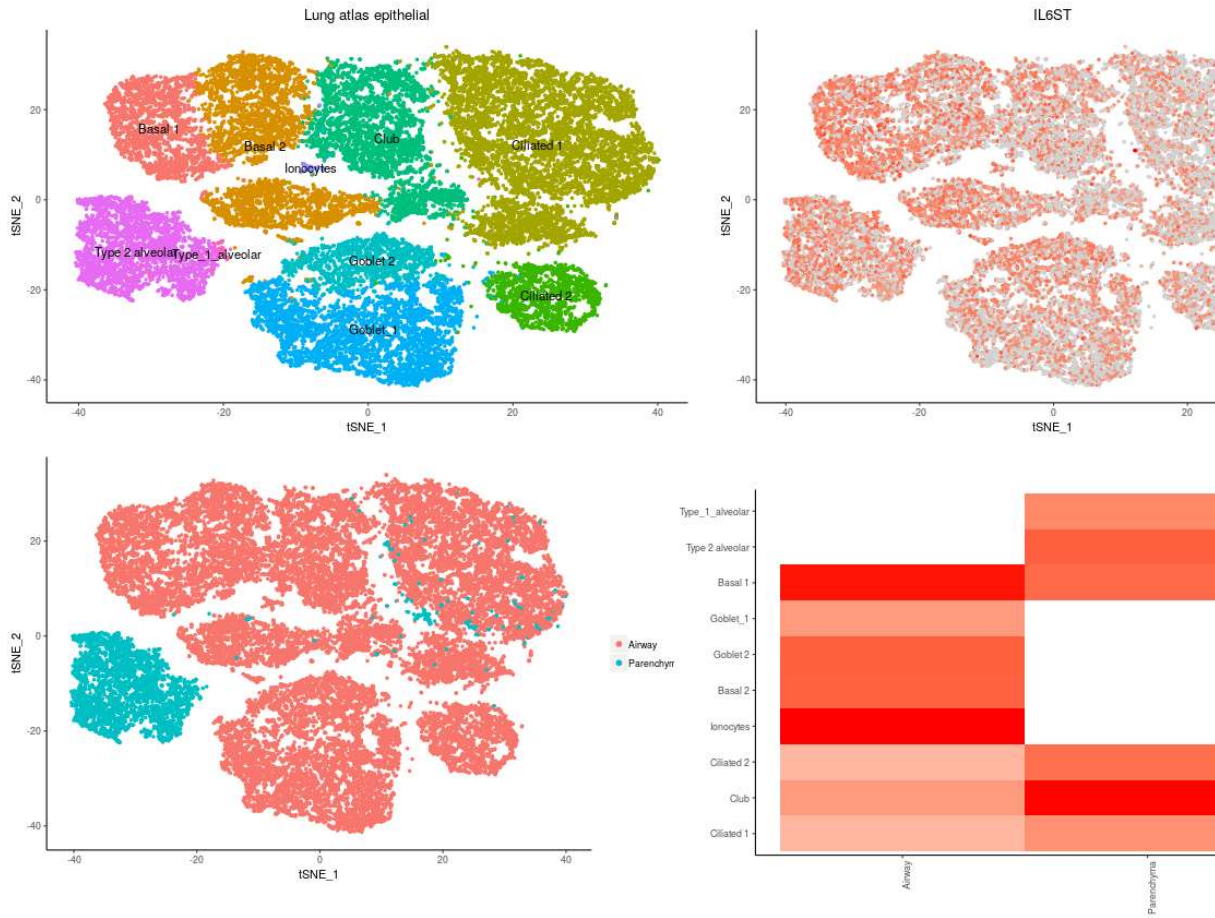 Lung atlas epithelial
20
0
-20
-40
tSNE_2
Basal 1
Basal 2
Club
Ciliated 1
Ionocytes
Type 2 alveolar
Type_1_alveolar
Goblet 2
Ciliated 2
Goblet_1
-40
-20
0
20
40
tSNE_1
IL6ST
20
0
-20
-40
tSNE_2
-40
-20
0
20
tSNE_1
20
0
-20
-40
tSNE_2
-40
-20
0
20
40
tSNE_1
Airway
Parenchyn
Type_1_alveolar
Type 2 alveolar
Basal 1
Goblet_1
Goblet 2
Basal 2
Ionocytes
Ciliated 2
Club
Ciliated 1
Airway
Parenchyma